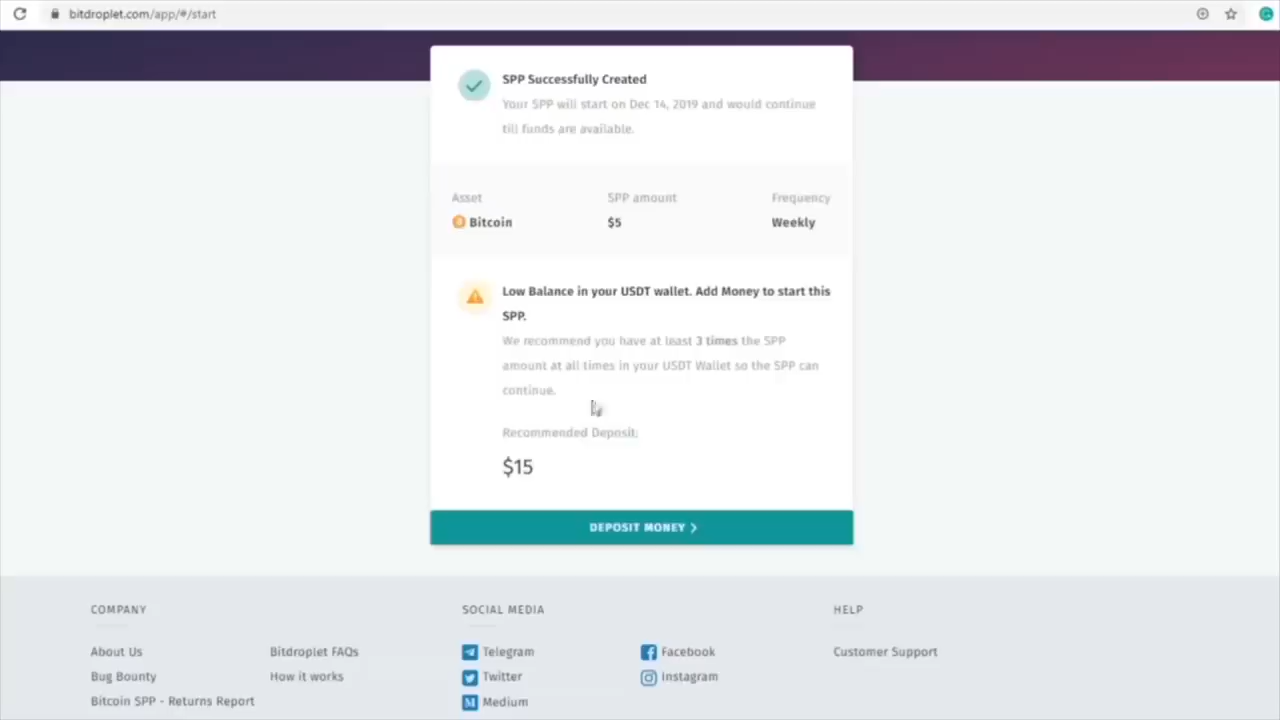 bitdroplet.com/app/#/start
SPP Successfully Created
Your SPP will start on Dec 14, 2019 and would continue
till funds are available.
Asset SPP amount Frequency
Bitcoin $5 Weekly
Low Balance in your USDT wallet. Add Money to start this
SPP.
We recommend you have at least 3 times the SPP
amount at all times in your USDT Wallet so the SPP can
continue.
Recommended Deposit:
$15
DEPOSIT MONEY >
COMPANY SOCIAL MEDIA HELP
About Us Bitdroplet FAQs Telegram Facebook Customer Support
Bug Bounty How it works Twitter Instagram
Bitcoin SPP - Returns Report Medium